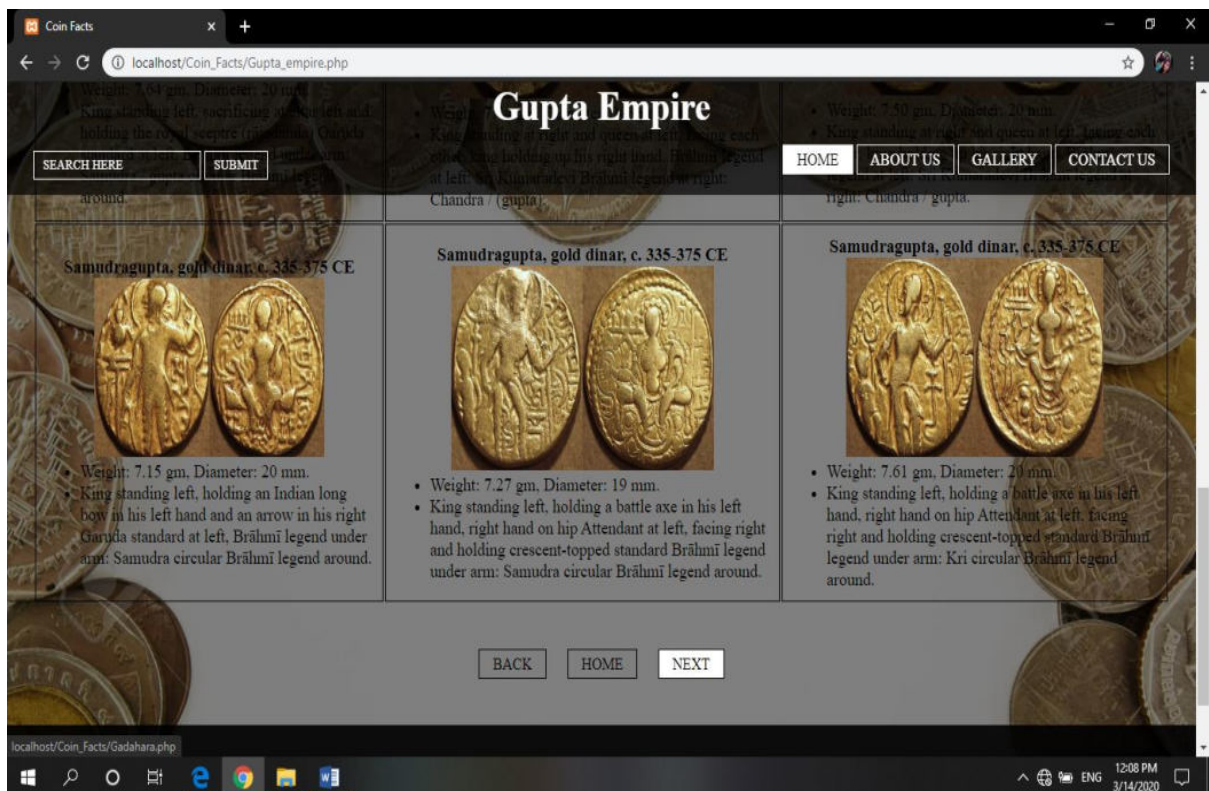 Coin Facts
localhost/Coin_Facts/Gupta_empire.php
Weight: 7.64 gm. Diameter: 20 mm.
King standing left, sacrificing at altar left and
holding the royal sceptre (rājadanda) Garuda
around.
Gupta Empire
King standing at right and queen at left, facing each
other, king holding up his right hand. Brāhmī legend
at left: Sri Kumaradevi Brāhmī legend at right:
Chandra / (gupta).
Weight: 7.50 gm. Diameter: 20 mm.
King standing at right and queen at left, facing each
right: Chandra / gupta.
SEARCH HERE
SUBMIT
HOME
ABOUT US
GALLERY
CONTACT US
Samudragupta, gold dinar, c. 335-375 CE
Weight: 7.15 gm, Diameter: 20 mm.
King standing left, holding an Indian long
bow in his left hand and an arrow in his right
Garuda standard at left, Brāhmī legend under
arm: Samudra circular Brāhmī legend around.
Samudragupta, gold dinar, c. 335-375 CE
Weight: 7.27 gm, Diameter: 19 mm.
King standing left, holding a battle axe in his left
hand, right hand on hip Attendant at left, facing right
and holding crescent-topped standard Brāhmī legend
under arm: Samudra circular Brāhmī legend around.
Samudragupta, gold dinar, c. 335-375 CE
Weight: 7.61 gm, Diameter: 20 mm.
King standing left, holding a battle axe in his left
hand, right hand on hip Attendant at left, facing
right and holding crescent-topped standard Brāhmī
legend under arm: Kri circular Brāhmī legend
around.
BACK
HOME
NEXT
localhost/Coin_Facts/Gadahara.php
ENG
12:08 PM
3/14/2020